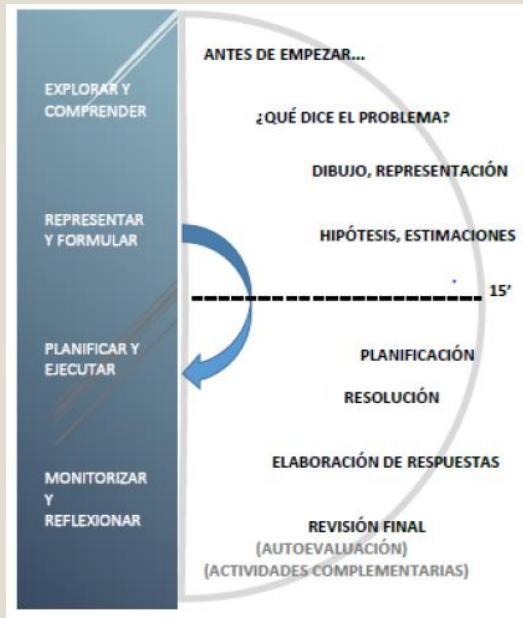 EXPLORAR Y
COMPRENDER
REPRESENTAR
Y FORMULAR
PLANIFICAR Y
EJECUTAR
MONITORIZAR
Y
REFLEXIONAR
ANTES DE EMPEZAR...
¿QUÉ DICE EL PROBLEMA?
DIBUJO, REPRESENTACIÓN
HIPÓTESIS, ESTIMACIONES
15’
PLANIFICACIÓN
RESOLUCIÓN
ELABORACIÓN DE RESPUESTAS
REVISIÓN FINAL
(AUTOEVALUACIÓN)
(ACTIVIDADES COMPLEMENTARIAS)